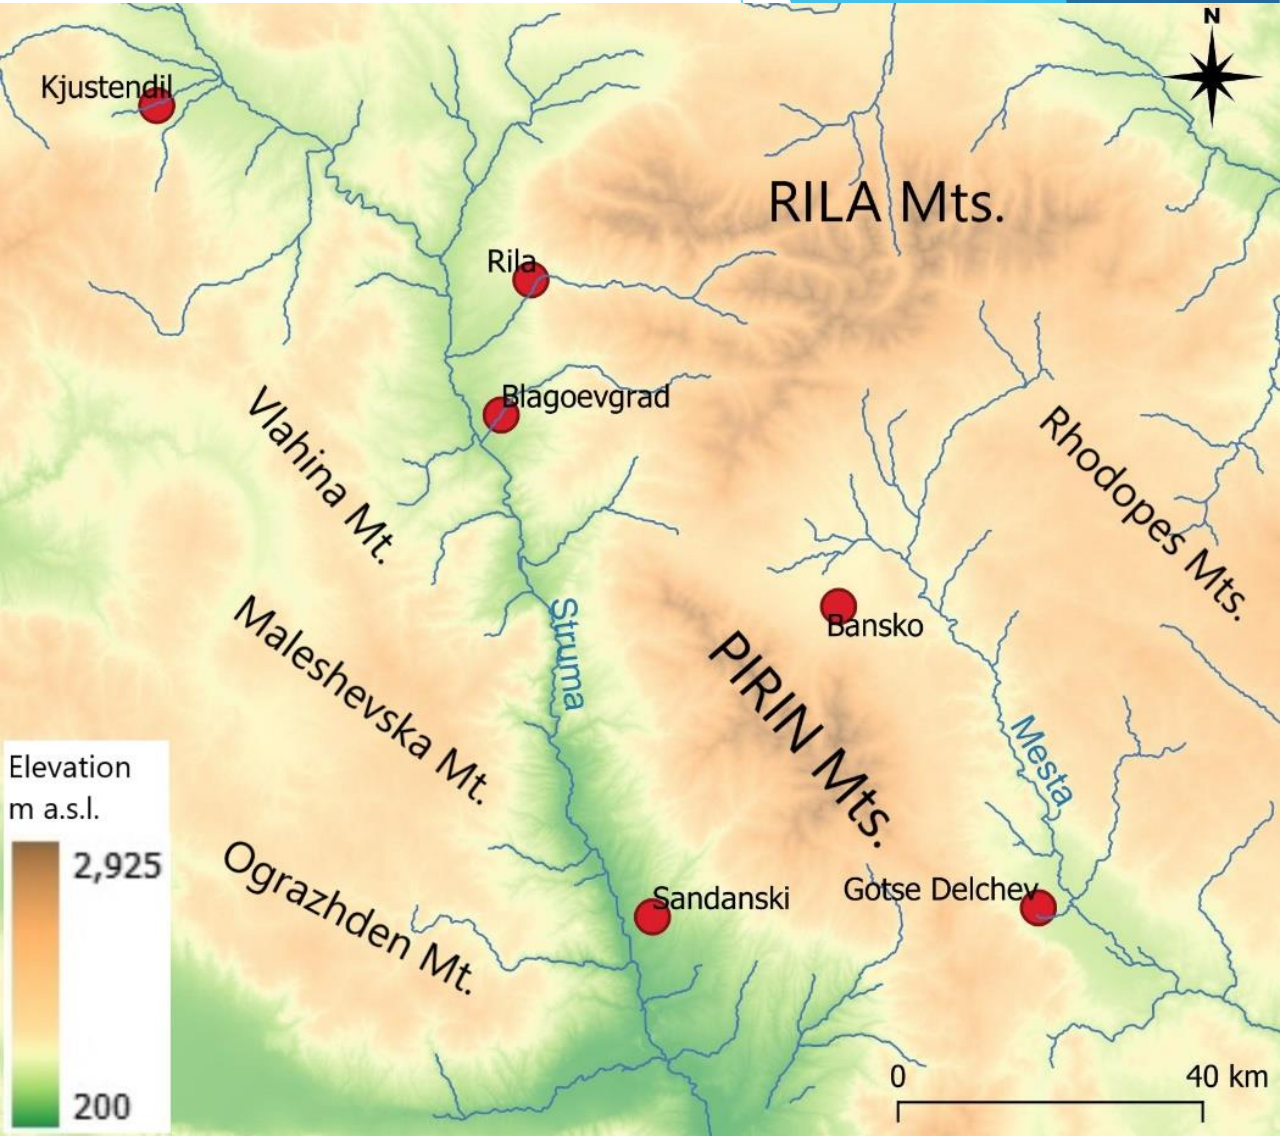 N
Kjustendil
RILA Mts.
Rila
Blagoevgrad
Vlahina Mt.
Rhodopes Mts.
Struma
Bansko
Maleshevska Mt.
PIRIN Mts.
Mesta
Elevation
m a.s.l.
2,925
200
Ograzhden Mt.
Sandanski
Gotse Delchev
0 40 km